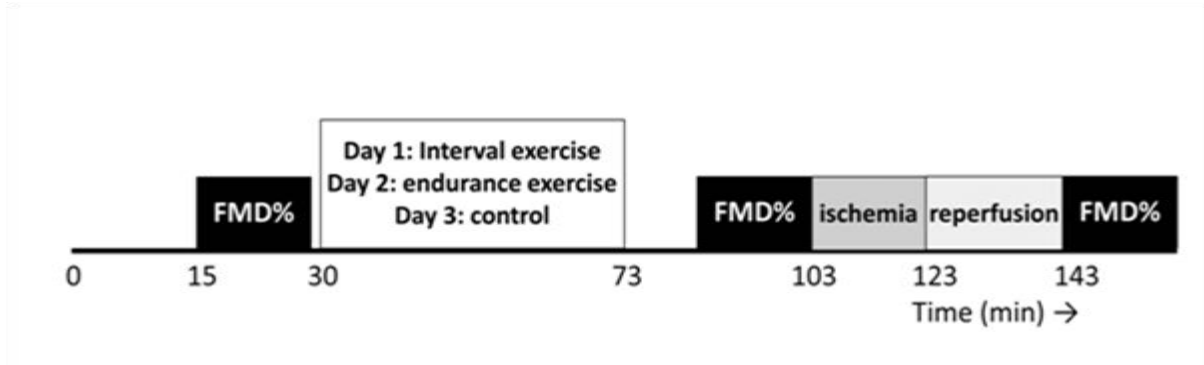 Day 1: Interval exercise
Day 2: endurance exercise
Day 3: control
FMD%
FMD%
ischemia
reperfusion
FMD%
0
15
30
73
103
123
143
Time (min) →